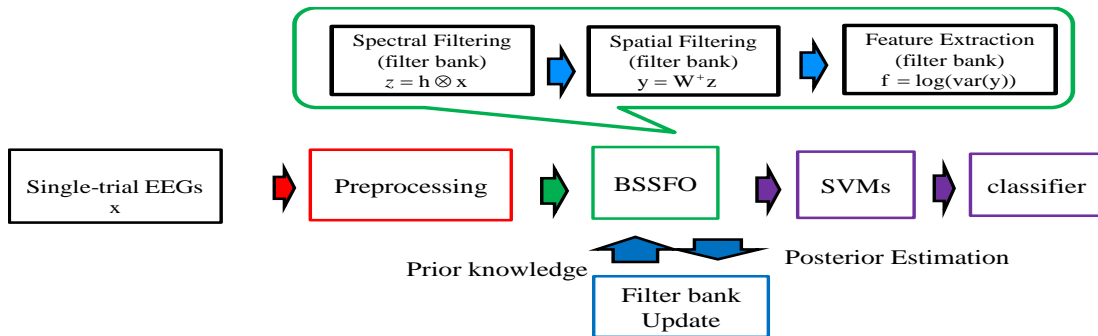 Spectral Filtering
(filter bank)
z = h ⊗ x
Spatial Filtering
(filter bank)
y = W⁺z
Feature Extraction
(filter bank)
f = log(var(y))
Single-trial EEGs
x
Preprocessing
BSSFO
SVMs
classifier
Prior knowledge
Posterior Estimation
Filter bank
Update